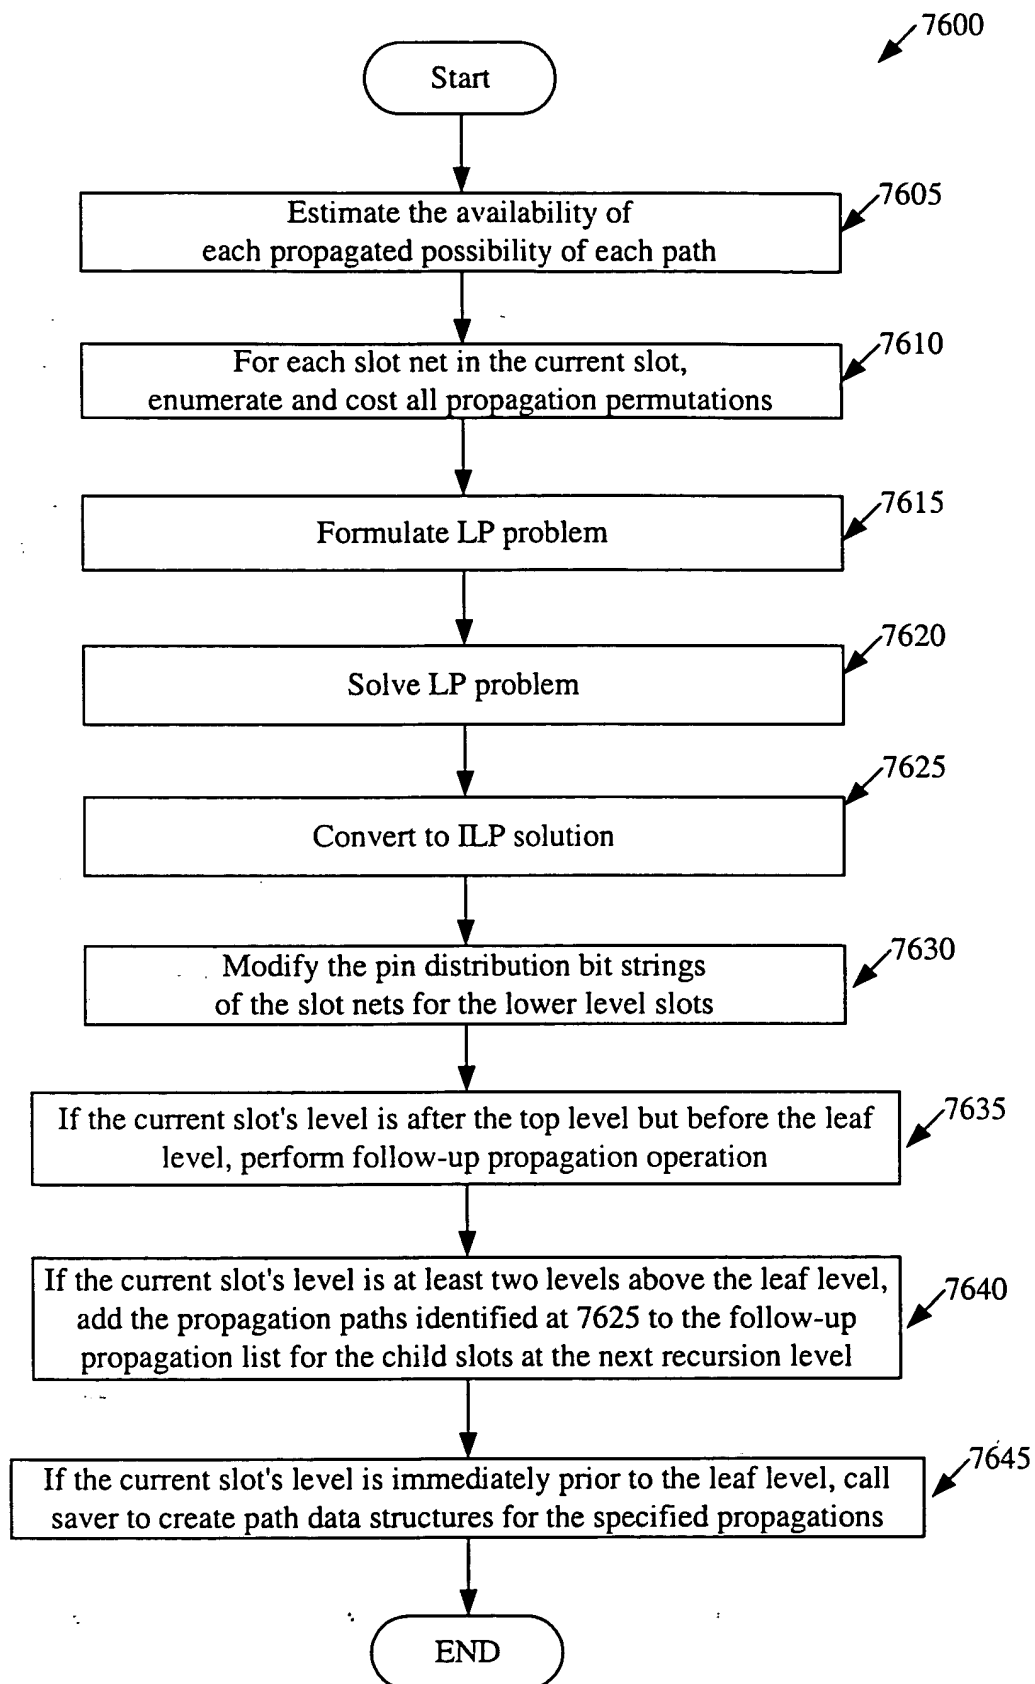 7600
Start
7605
Estimate the availability of
each propagated possibility of each path
7610
For each slot net in the current slot,
enumerate and cost all propagation permutations
7615
Formulate LP problem
7620
Solve LP problem
7625
Convert to ILP solution
7630
Modify the pin distribution bit strings
of the slot nets for the lower level slots
7635
If the current slot's level is after the top level but before the leaf
level, perform follow-up propagation operation
7640
If the current slot's level is at least two levels above the leaf level,
add the propagation paths identified at 7625 to the follow-up
propagation list for the child slots at the next recursion level
7645
If the current slot's level is immediately prior to the leaf level, call
saver to create path data structures for the specified propagations
END